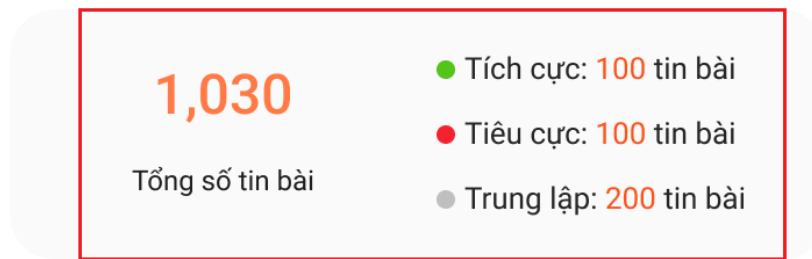 1,030
Tổng số tin bài
Tích cực: 100 tin bài
Tiêu cực: 100 tin bài
Trung lập: 200 tin bài